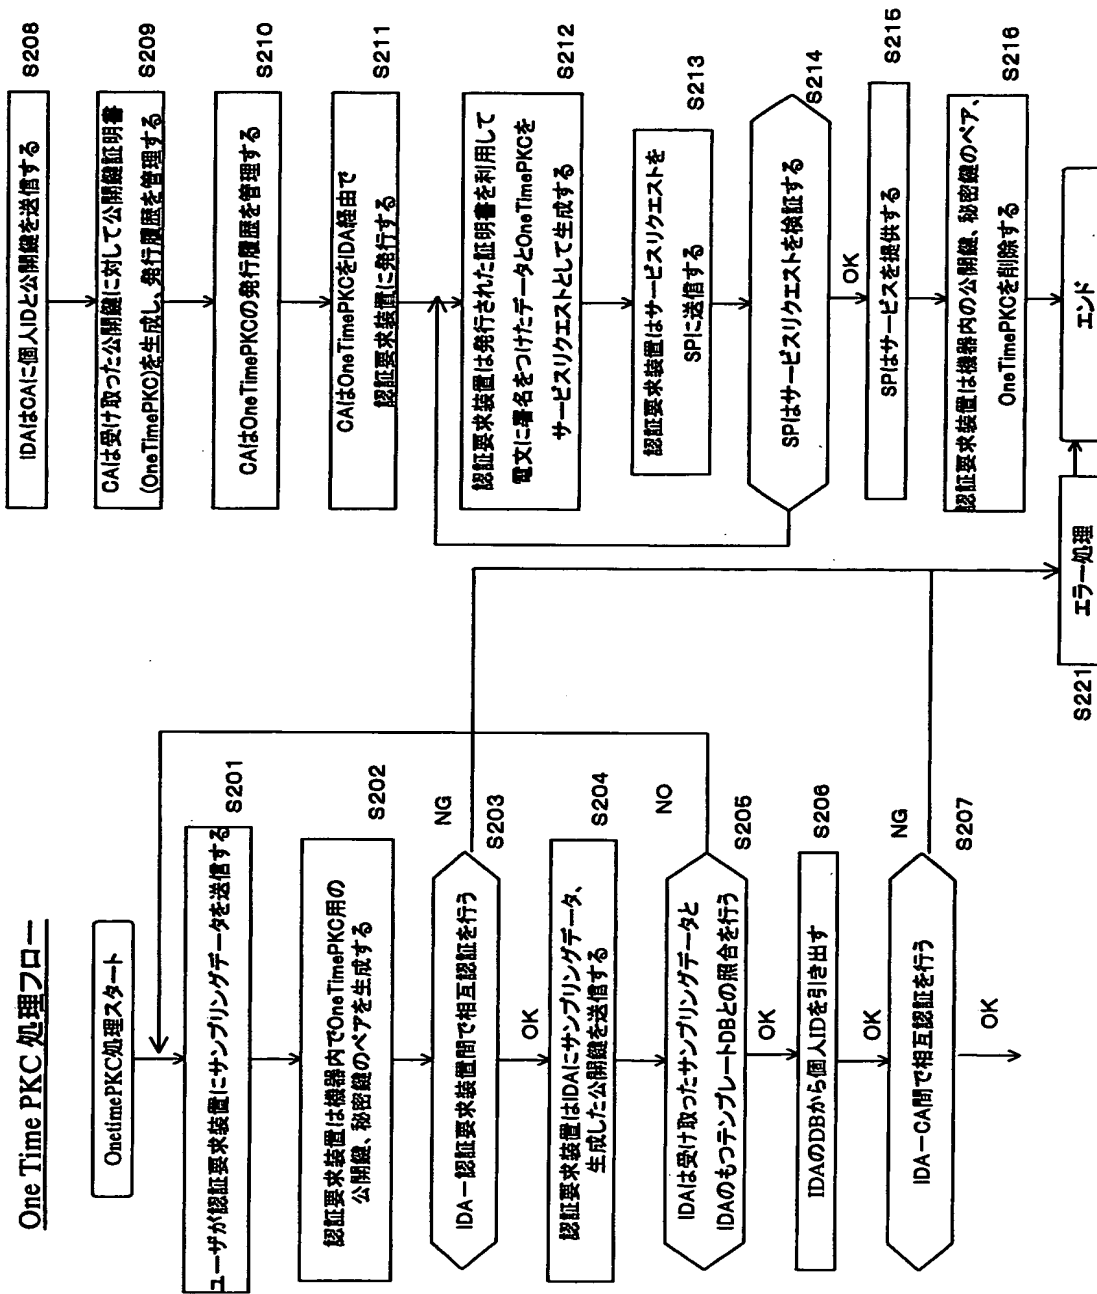 One Time PKC 処理フロー
OnetimePKC処理スタート
ユーザが認証要求装置にサンプリングデータを送信する
S201
認証要求装置は機器内でOneTimePKC用の
公開鍵、秘密鍵のペアを生成する
S202
IDA－認証要求装置間で相互認証を行う
NG
S203
OK
認証要求装置はIDAにサンプリングデータ、
生成した公開鍵を送信する
S204
IDAは受け取ったサンプリングデータと
IDAのもつテンプレートDBとの照合を行う
NO
S205
OK
IDAのDBから個人IDを引き出す
S206
OK
IDA－CA間で相互認証を行う
NG
S207
OK
IDAはCAに個人IDと公開鍵を送信する
S208
CAは受け取った公開鍵に対して公開鍵証明書
(OneTimePKC)を生成し、発行履歴を管理する
S209
CAはOneTimePKCの発行履歴を管理する
S210
CAはOneTimePKCをIDA経由で
認証要求装置に発行する
S211
認証要求装置は発行された証明書を利用して
電文に署名をつけたデータとOneTimePKCを
サービスリクエストとして生成する
S212
認証要求装置はサービスリクエストを
SPに送信する
S213
SPはサービスリクエストを検証する
S214
OK
SPはサービスを提供する
S215
認証要求装置は機器内の公開鍵、秘密鍵のペア、
OneTimePKCを削除する
S216
エラー処理
S221
エンド